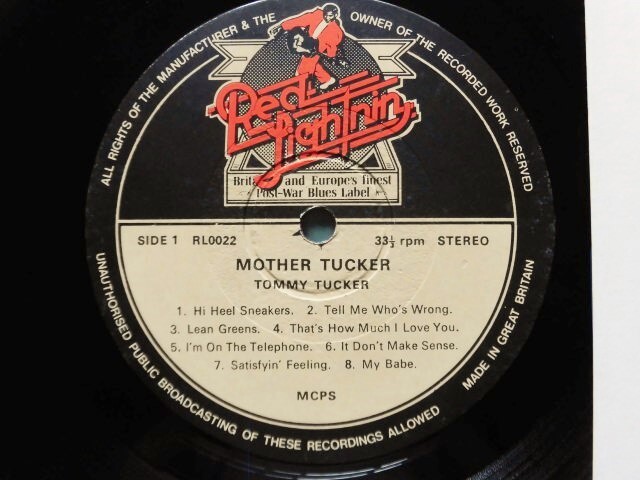 ALL RIGHTS OF THE MANUFACTURER & THE OWNER OF THE RECORDED WORK RESERVED
Red
Lightnin
Britain and Europe's finest
Post-War Blues Label
SIDE 1 RL0022 33⅓ rpm STEREO
MOTHER TUCKER
TOMMY TUCKER
1. Hi Heel Sneakers. 2. Tell Me Who's Wrong.
3. Lean Greens. 4. That's How Much I Love You.
5. I'm On The Telephone. 6. It Don't Make Sense.
7. Satisfyin' Feeling. 8. My Babe.
MCPS
UNAUTHORISED PUBLIC BROADCASTING OF THESE RECORDINGS ALLOWED
MADE IN GREAT BRITAIN